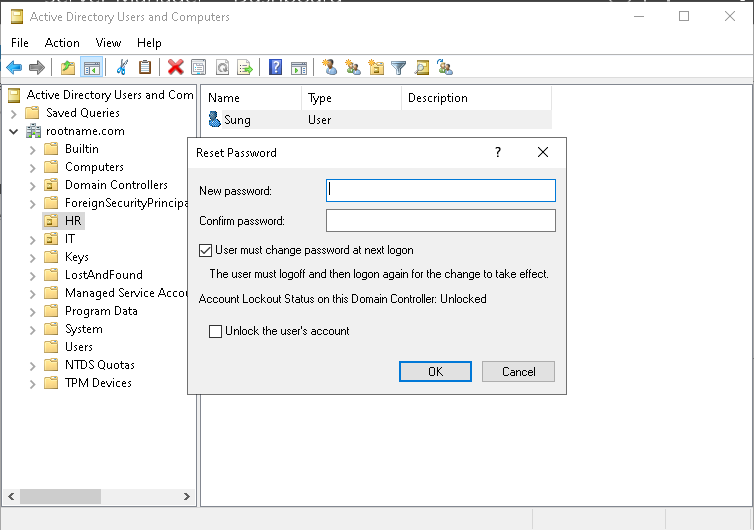 Active Directory Users and Computers
File Action View Help
Active Directory Users and Com
Saved Queries
rootname.com
Builtin
Computers
Domain Controllers
ForeignSecurityPrincipa
HR
IT
Keys
LostAndFound
Managed Service Accou
Program Data
System
Users
NTDS Quotas
TPM Devices
Name Type Description
Sung User
Reset Password
New password:
Confirm password:
User must change password at next logon
The user must logoff and then logon again for the change to take effect.
Account Lockout Status on this Domain Controller: Unlocked
Unlock the user's account
OK Cancel